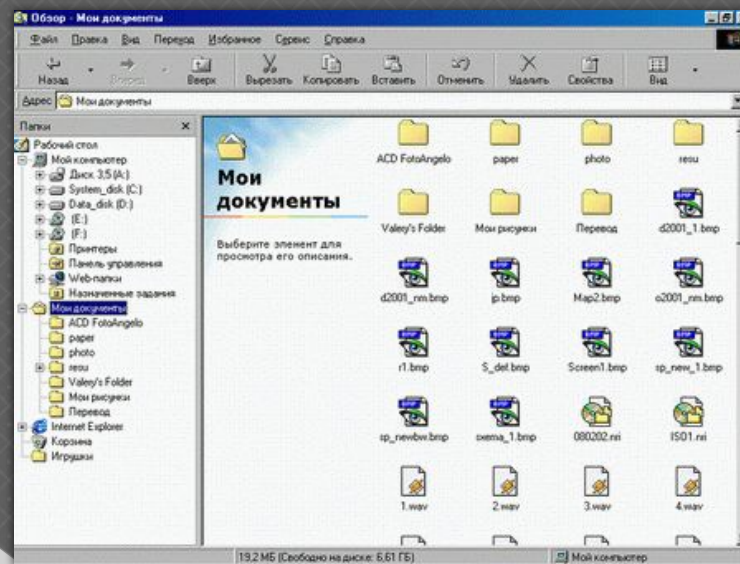 Обзор - Мои документы
Файл Правка Вид Переход Избранное Сервис Справка
Назад Вперед Вверх Вырезать Копировать Вставить Отменить Удалить Свойства Вид
Адрес Мои документы
Папки
Рабочий стол
Мой компьютер
Диск 3,5 (A:)
System_disk (C:)
Data_disk (D:)
(E:)
(F:)
Принтеры
Панель управления
Web-папки
Назначенные задания
Мои документы
ACD FotoAngelo
paper
photo
resu
Valery's Folder
Мои рисунки
Перевод
Internet Explorer
Корзина
Игрушки
Мои
документы
Выберите элемент для
просмотра его описания.
ACD FotoAngelo paper photo resu
Valery's Folder Мои рисунки Перевод d2001_1.bmp
d2001_nm.bmp ip.bmp Map2.bmp o2001_nm.bmp
r1.bmp S_def.bmp Screen1.bmp sp_new_1.bmp
sp_newbw.bmp sxema_1.bmp 080202.nri ISO1.nri
1.wav 2.wav 3.wav 4.wav
19,2 МБ (Свободно на диске: 6,61 ГБ) Мой компьютер